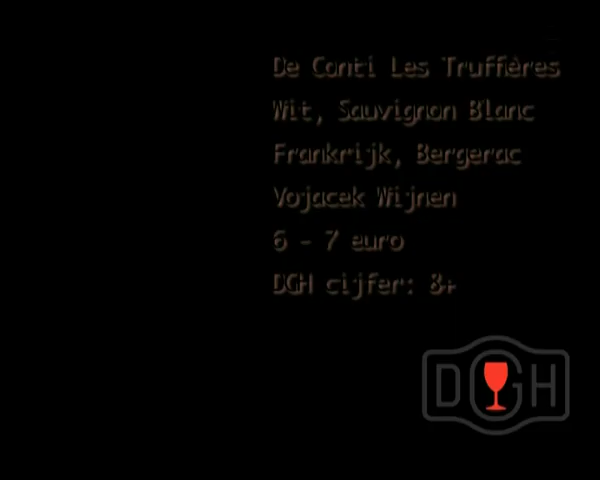 De Conti Les Truffières
Wit, Sauvignon Blanc
Frankrijk, Bergerac
Vojacek Wijnen
6 - 7 euro
DGH cijfer: 8+
DGH